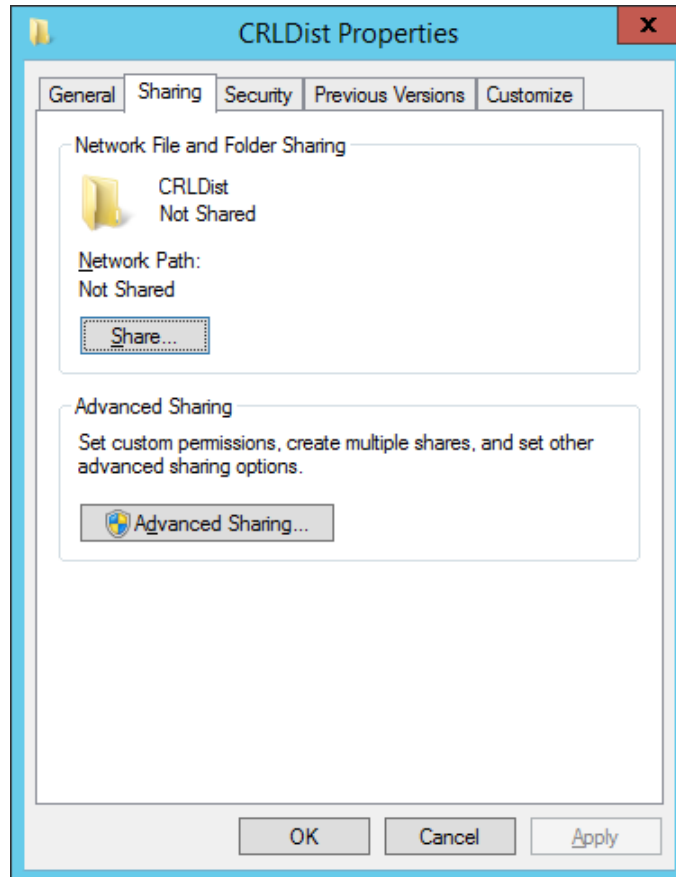 CRLDist Properties
x
General Sharing Security Previous Versions Customize
Network File and Folder Sharing
CRLDist
Not Shared
Network Path:
Not Shared
Share...
Advanced Sharing
Set custom permissions, create multiple shares, and set other
advanced sharing options.
Advanced Sharing...
OK Cancel Apply